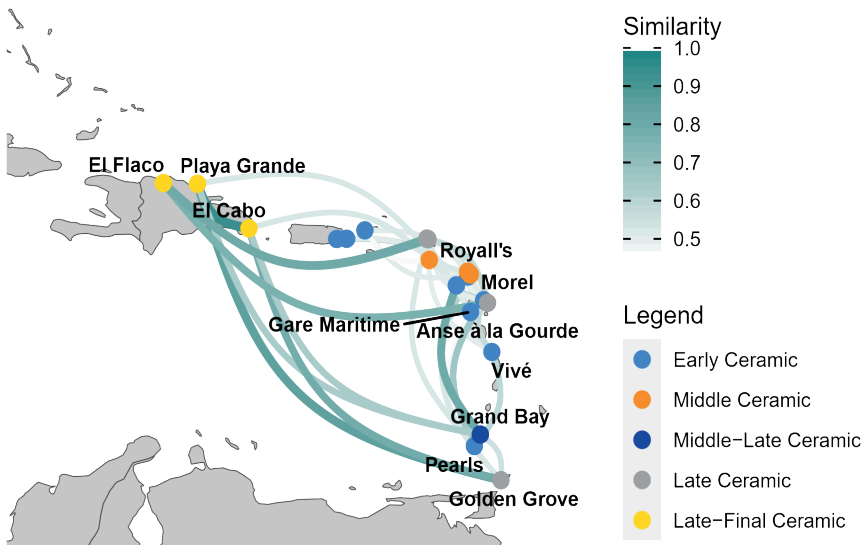 Similarity
1.0
0.9
0.8
0.7
0.6
0.5
El Flaco
Playa Grande
El Cabo
Royall's
Morel
Gare Maritime
Anse à la Gourde
Vivé
Grand Bay
Pearls
Golden Grove
Legend
Early Ceramic
Middle Ceramic
Middle−Late Ceramic
Late Ceramic
Late−Final Ceramic